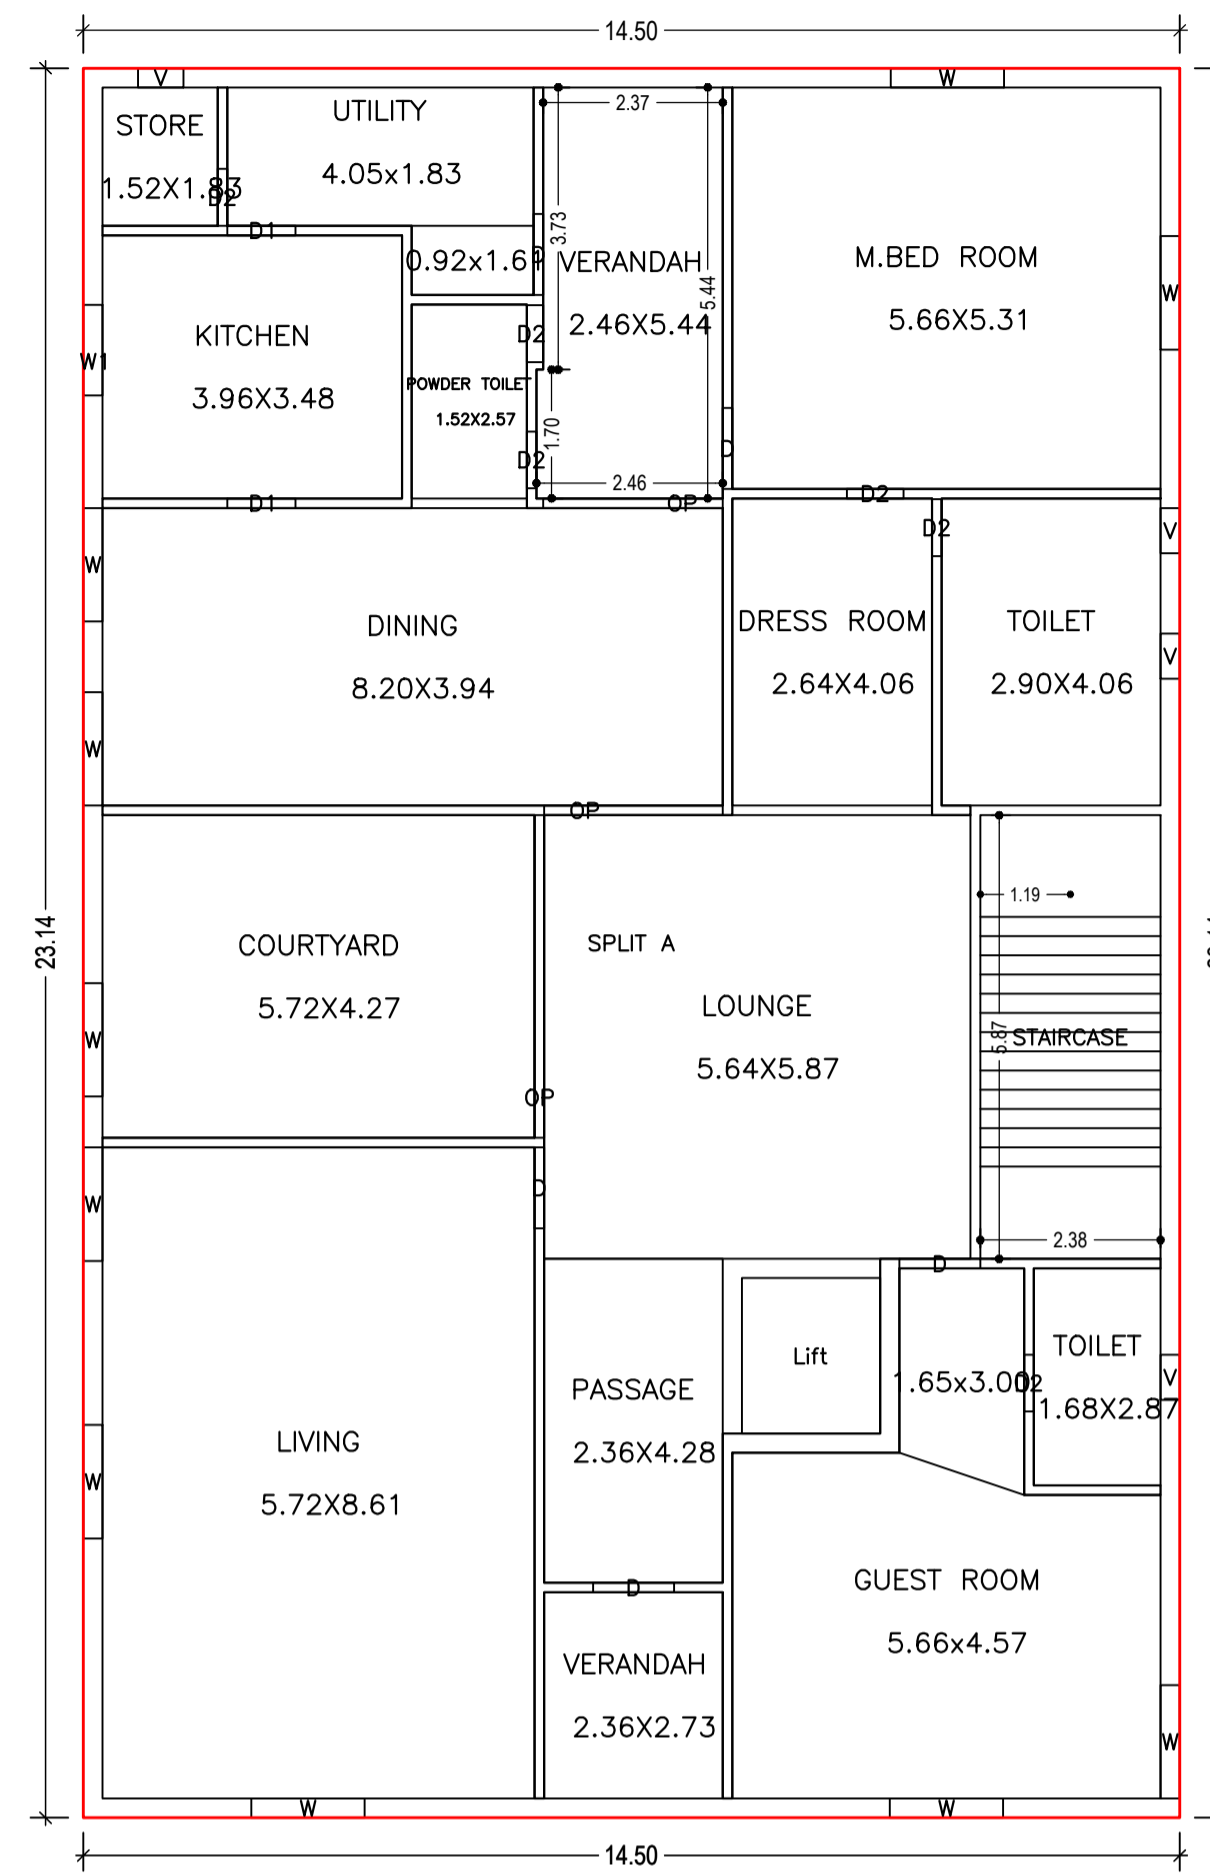 14.50
V
W
2.37
STORE
UTILITY
1.52X1.83
4.05x1.83
D2
D1
3.73
0.92x1.61
D
VERANDAH
2.46X5.44
5.44
M.BED ROOM
5.66X5.31
W
KITCHEN
3.96X3.48
W1
D2
POWDER TOILET
1.52X2.57
1.70
D2
D
2.46
D1
OP
D2
D2
V
W
DINING
8.20X3.94
DRESS ROOM
2.64X4.06
TOILET
2.90X4.06
V
W
OP
23.14
1.19
COURTYARD
5.72X4.27
SPLIT A
LOUNGE
5.64X5.87
5.87
STAIRCASE
W
OP
D
W
2.38
D
Lift
TOILET
1.68X2.87
V
1.65x3.00
D2
PASSAGE
2.36X4.28
LIVING
5.72X8.61
W
D
GUEST ROOM
5.66x4.57
VERANDAH
2.36X2.73
W
W
W
14.50